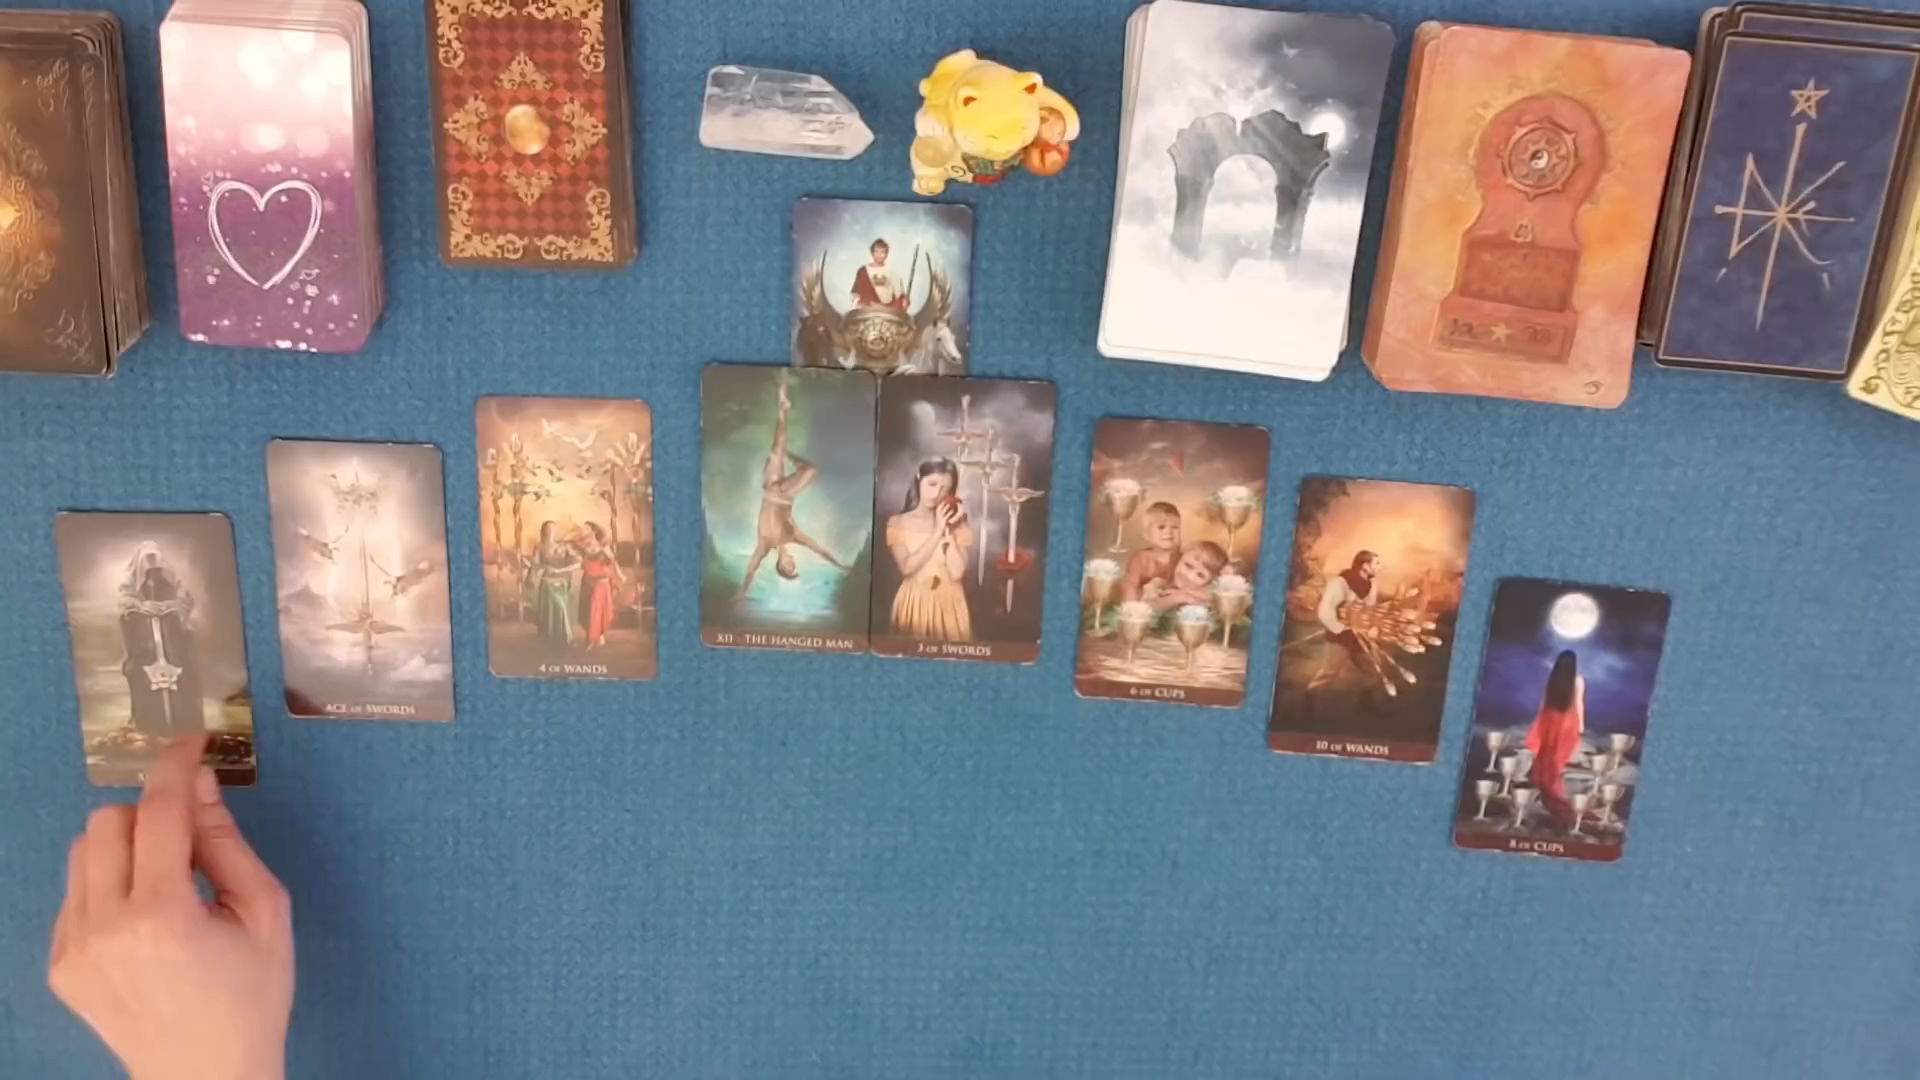 ACE OF SWORDS
4 OF WANDS
XII - THE HANGED MAN
3 OF SWORDS
6 OF CUPS
10 OF WANDS
8 OF CUPS